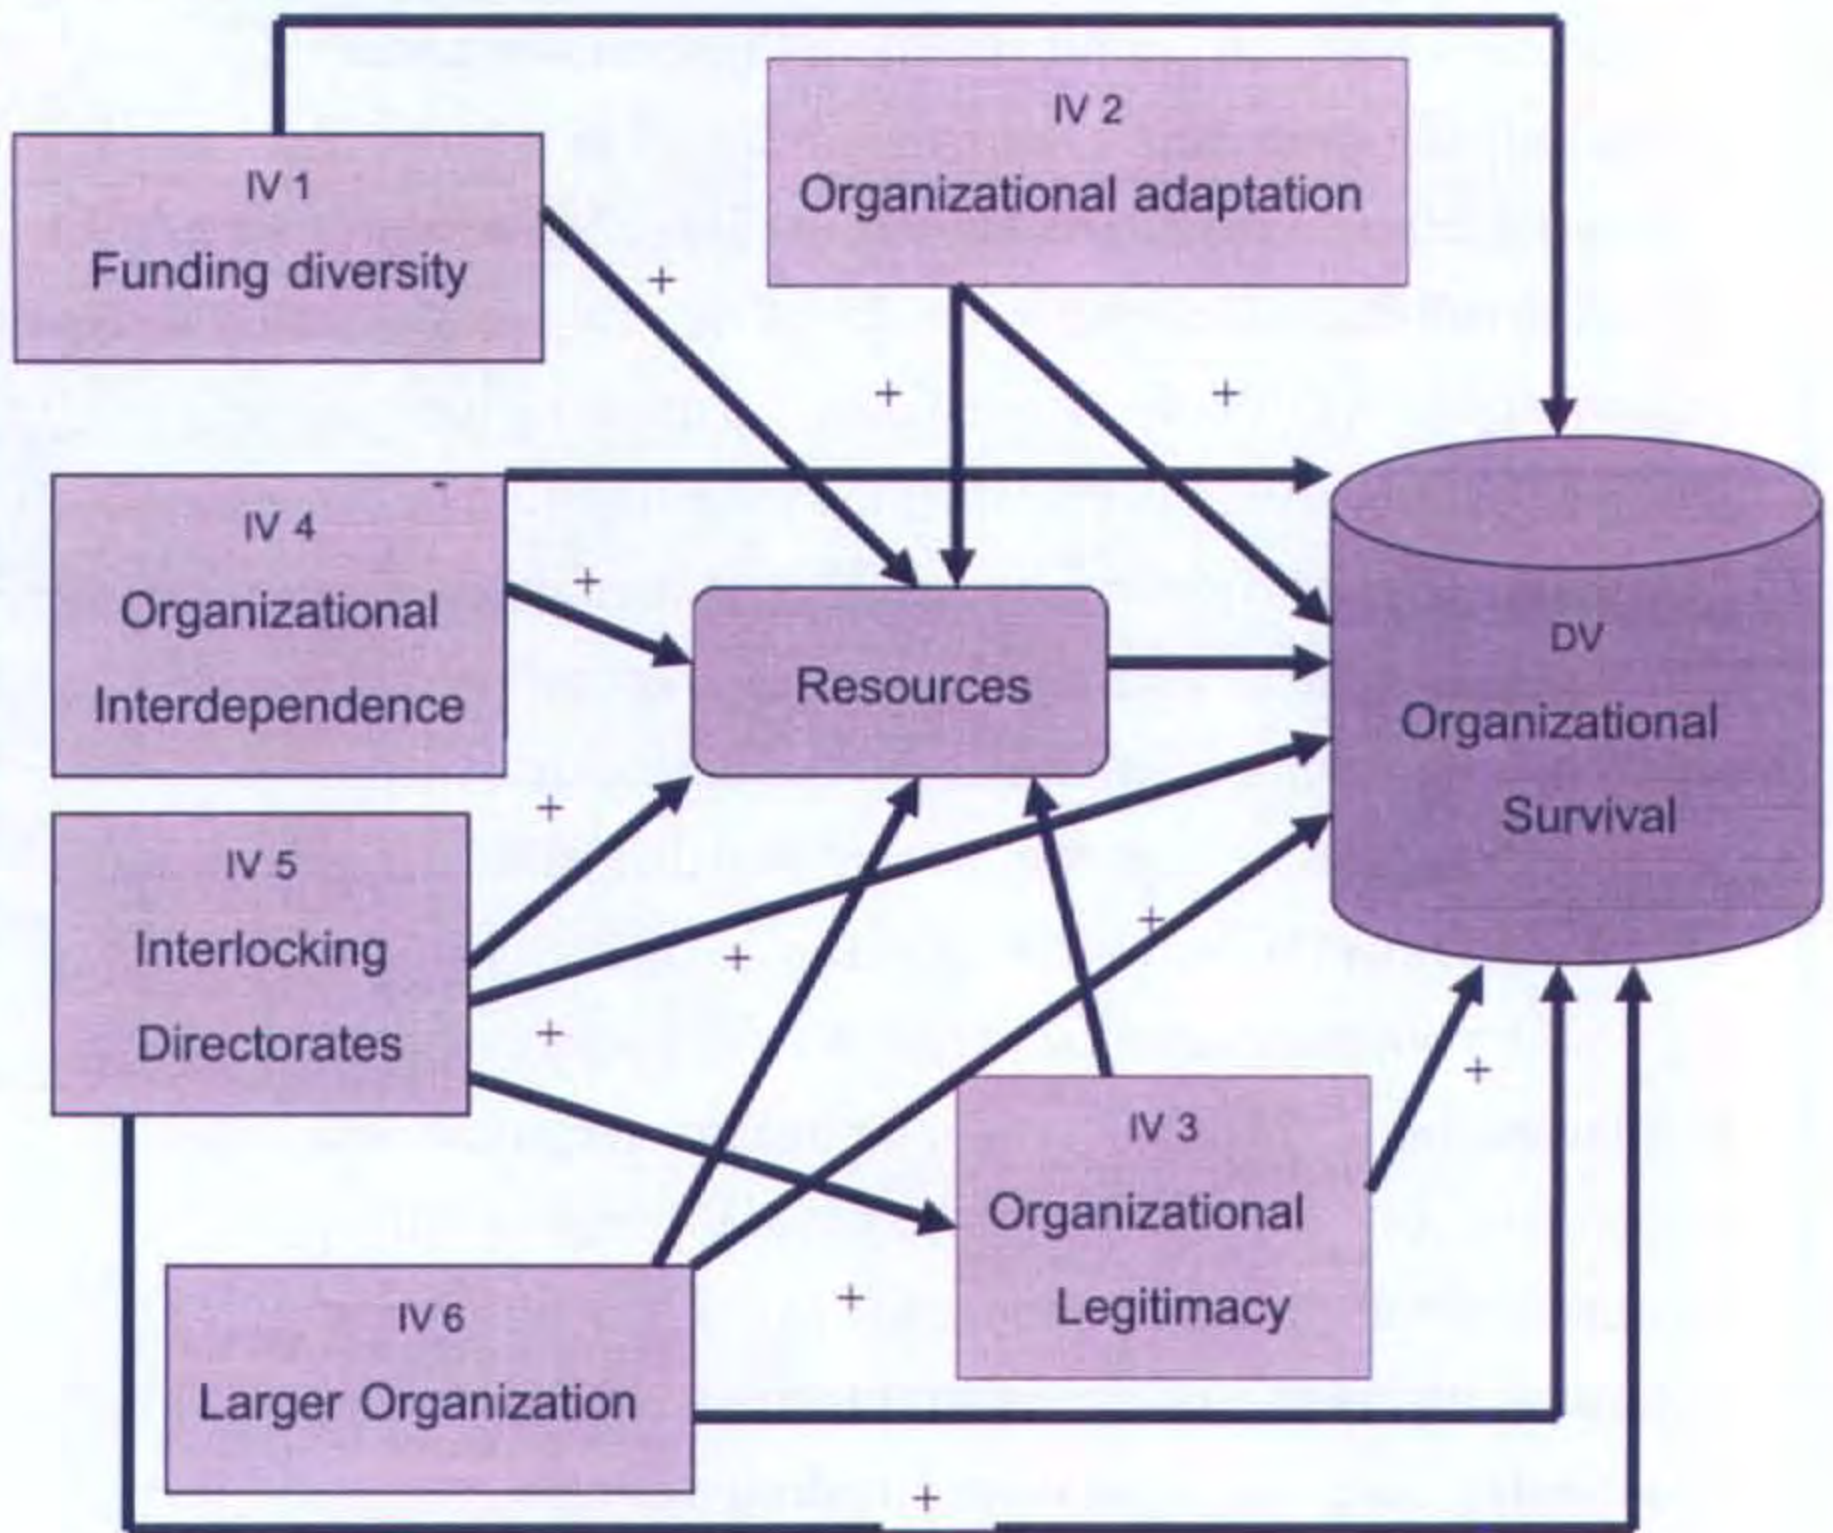 IV 1
Funding diversity
IV 2
Organizational adaptation
+
+
+
-
IV 4
Organizational
Interdependence
+
Resources
DV
Organizational
Survival
+
IV 5
Interlocking
Directorates
+
+
+
IV 3
Organizational
Legitimacy
+
IV 6
Larger Organization
+
+